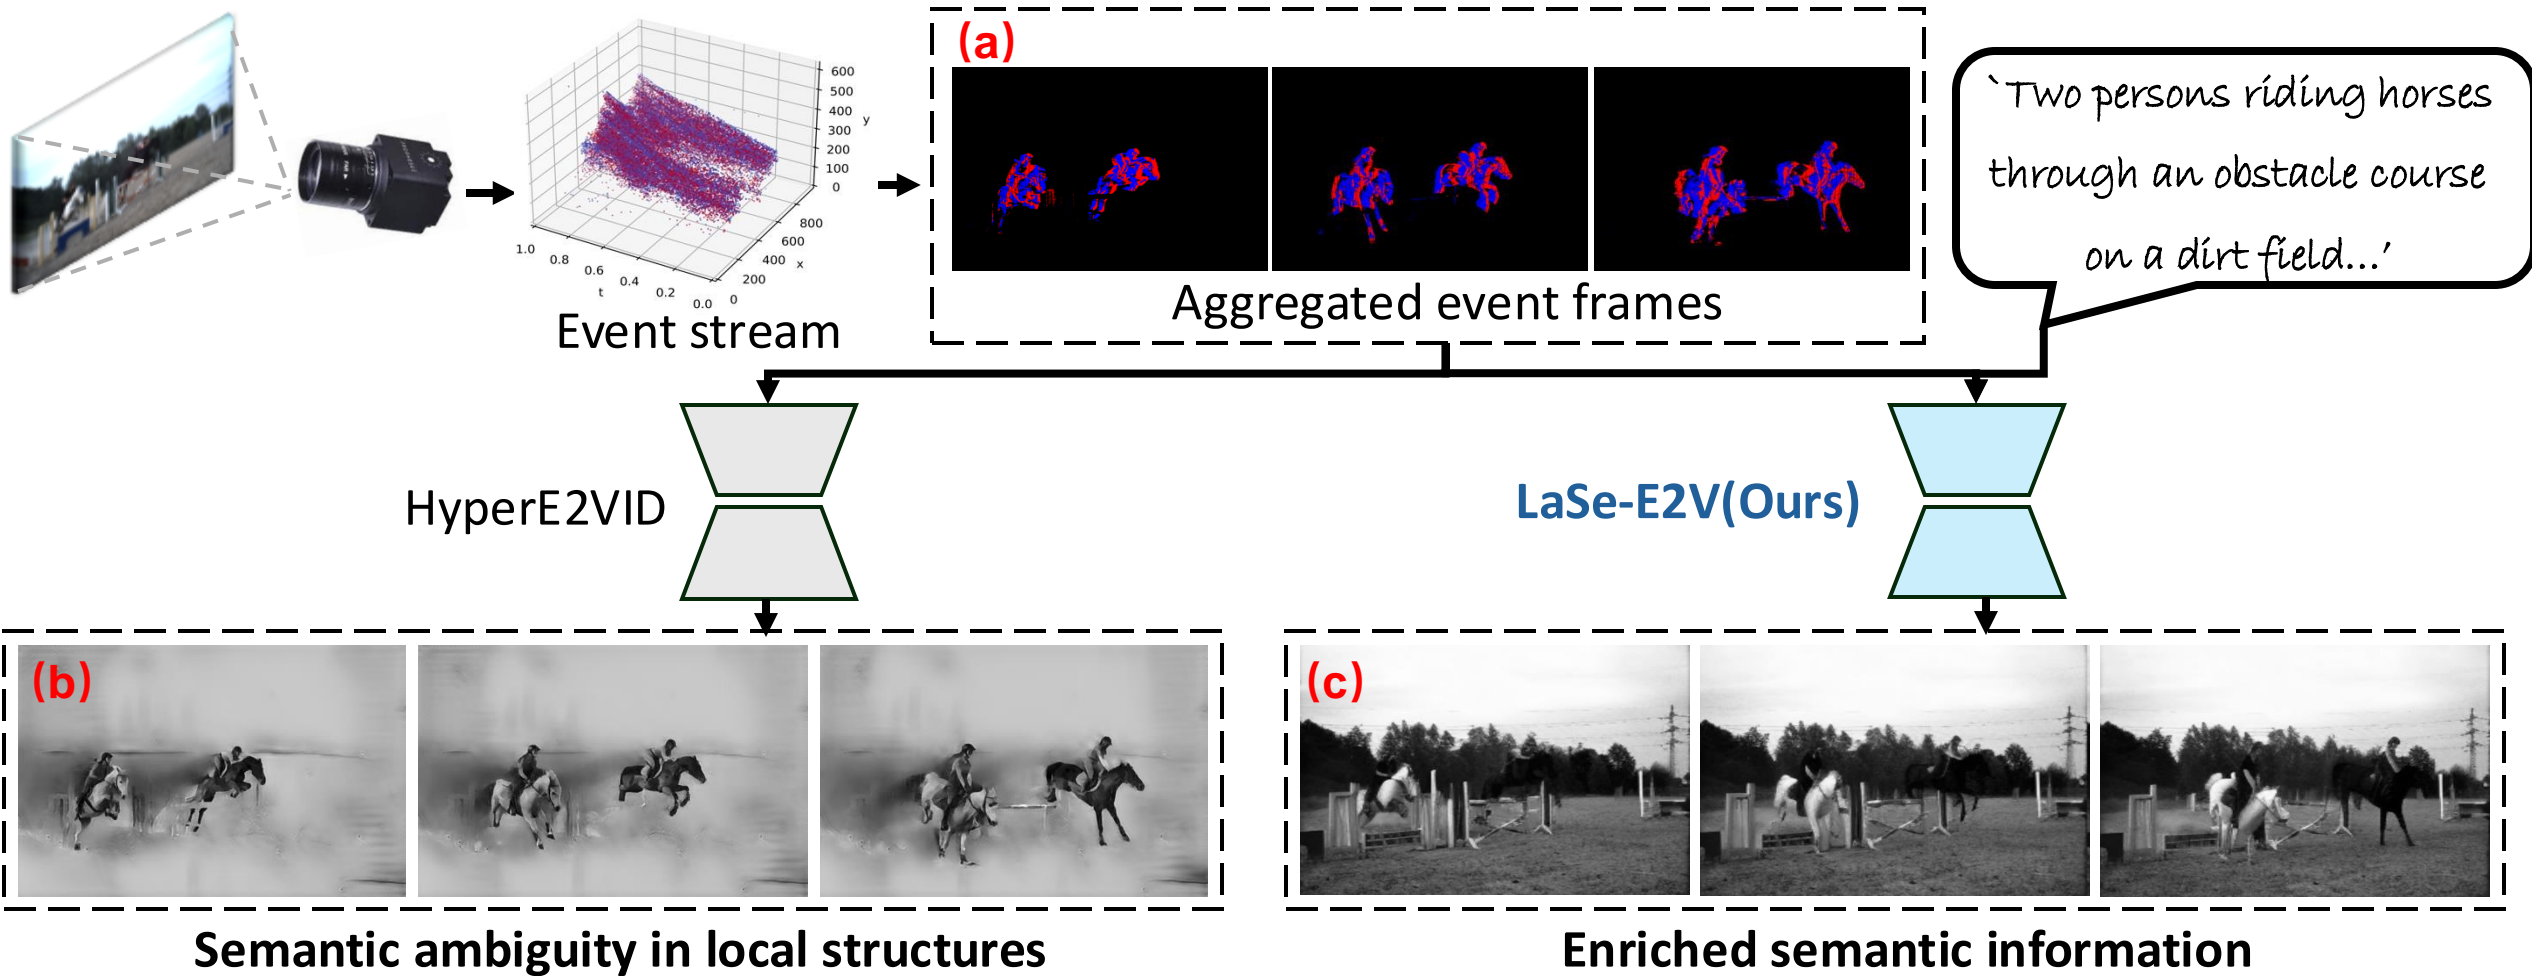 (a)
`Two persons riding horses
through an obstacle course
on a dirt field...'
600
500
400
300
200
100
0
y
1.0
0.8
0.6
0.4
0.2
0.0
t
0
200
400
600
800
x
Event stream
Aggregated event frames
HyperE2VID
LaSe-E2V(Ours)
(b)
(c)
Semantic ambiguity in local structures
Enriched semantic information